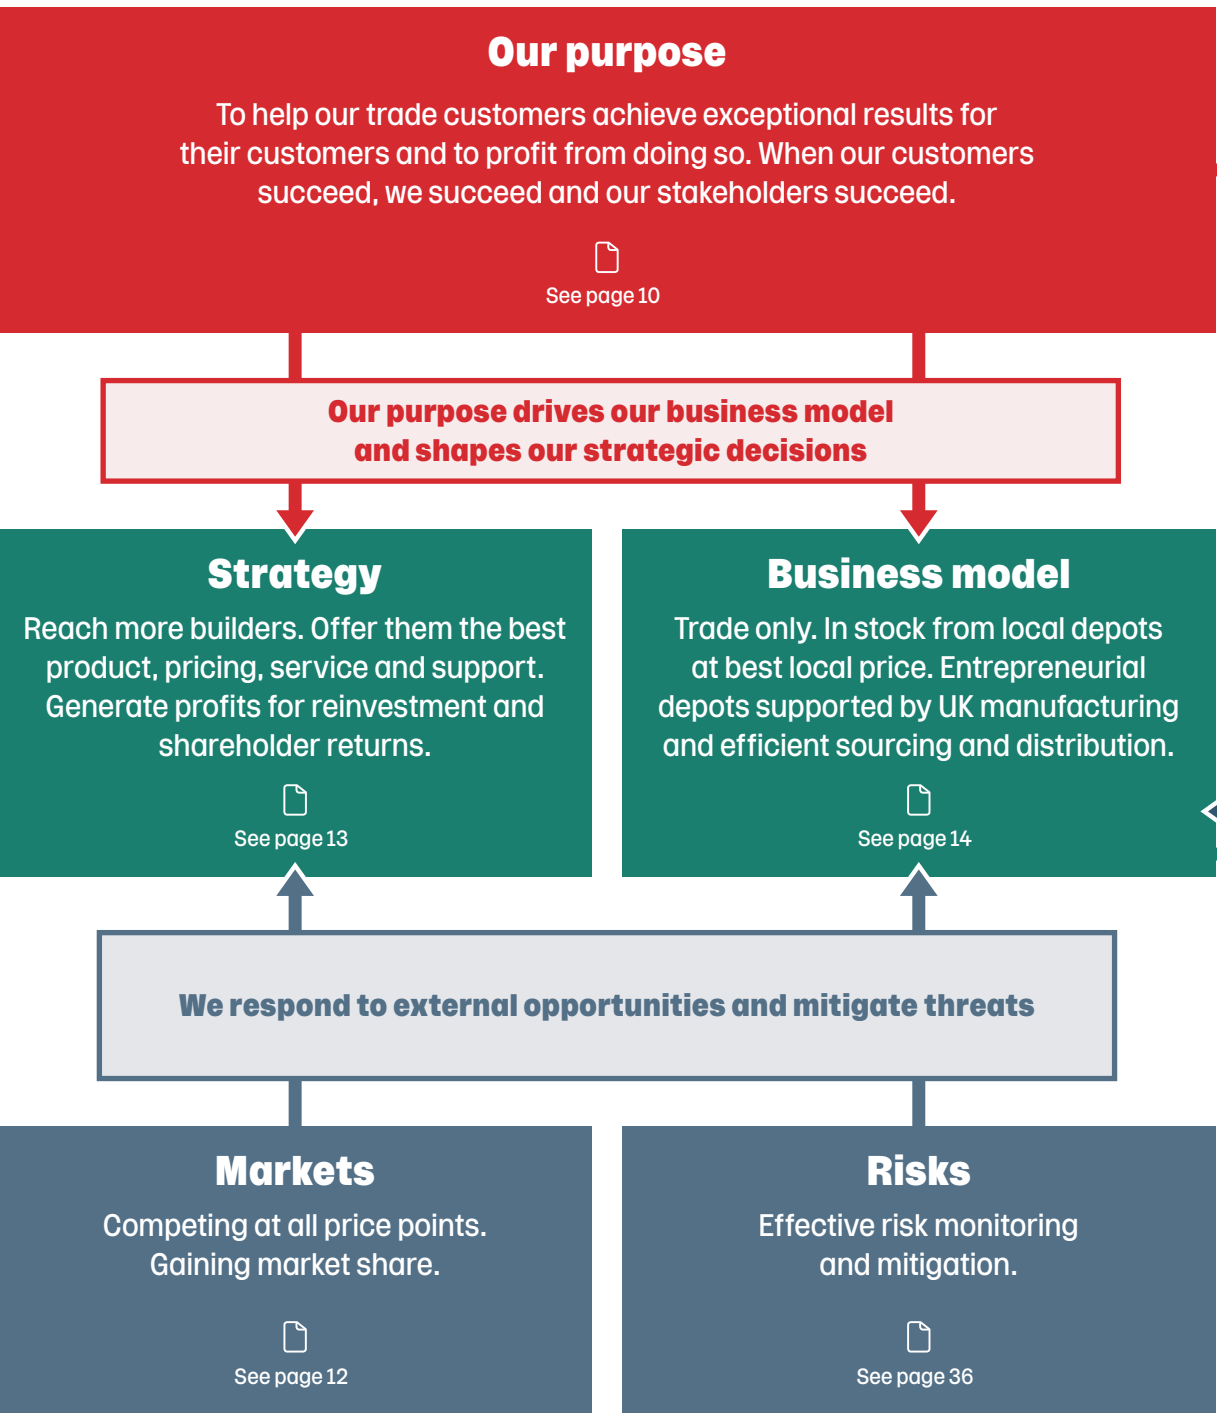 Our purpose
To help our trade customers achieve exceptional results for
their customers and to profit from doing so. When our customers
succeed, we succeed and our stakeholders succeed.
See page 10
Our purpose drives our business model
and shapes our strategic decisions
Strategy
Reach more builders. Offer them the best
product, pricing, service and support.
Generate profits for reinvestment and
shareholder returns.
See page 13
Business model
Trade only. In stock from local depots
at best local price. Entrepreneurial
depots supported by UK manufacturing
and efficient sourcing and distribution.
See page 14
We respond to external opportunities and mitigate threats
Markets
Competing at all price points.
Gaining market share.
See page 12
Risks
Effective risk monitoring
and mitigation.
See page 36